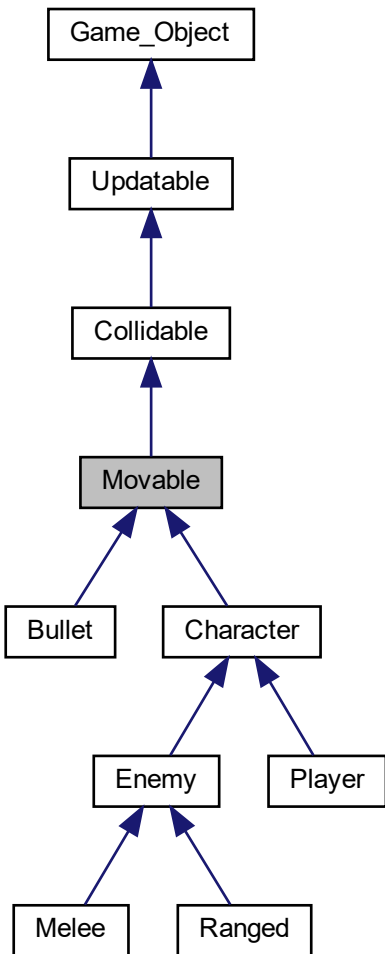 Game_Object
Updatable
Collidable
Movable
Bullet
Character
Enemy
Player
Melee
Ranged